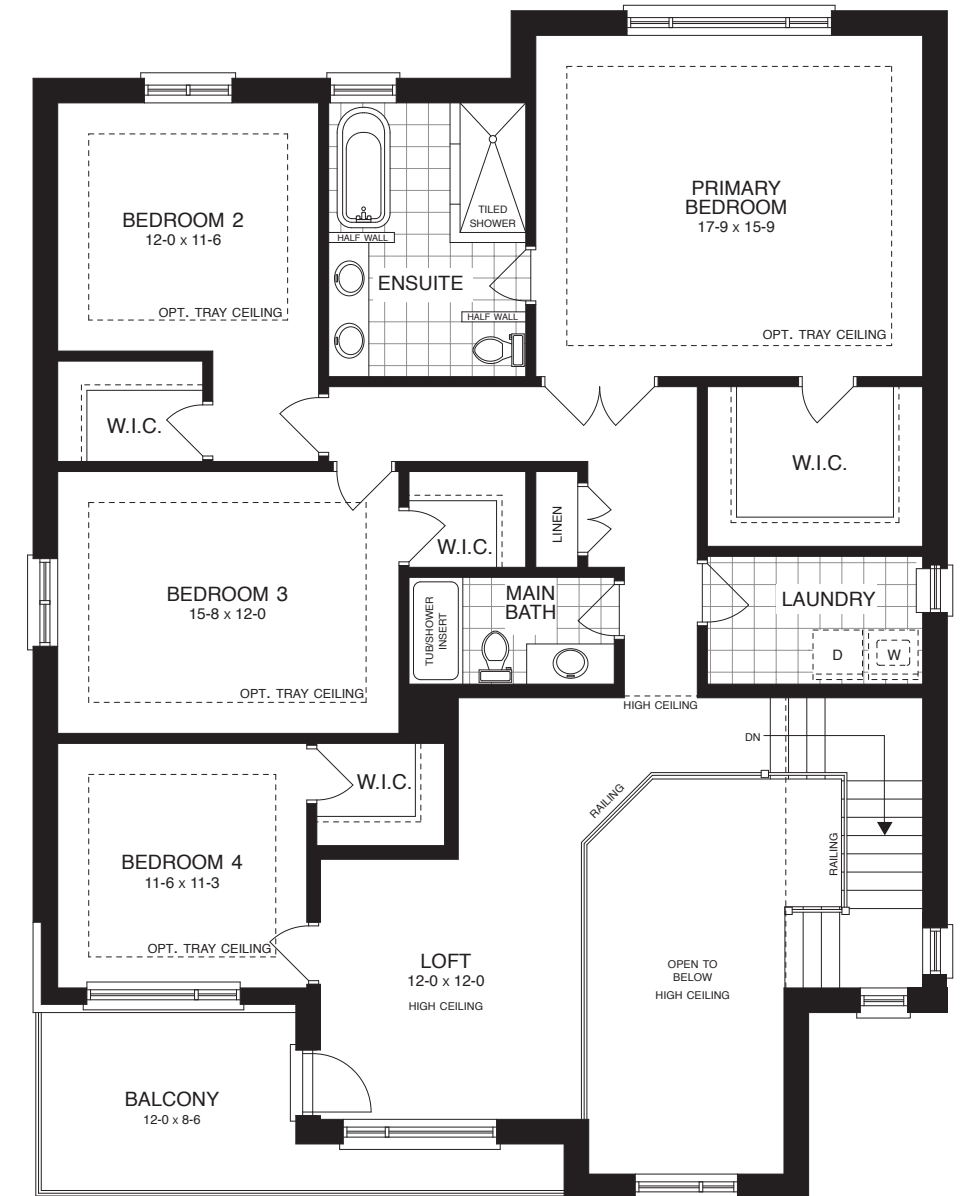 PRIMARY
BEDROOM
17-9 x 15-9
OPT. TRAY CEILING
BEDROOM 2
12-0 x 11-6
OPT. TRAY CEILING
TILED
SHOWER
HALF WALL
ENSUITE
HALF WALL
W.I.C.
W.I.C.
BEDROOM 3
15-8 x 12-0
OPT. TRAY CEILING
W.I.C.
LINEN
MAIN
BATH
TUB/SHOWER
INSERT
LAUNDRY
D
W
HIGH CEILING
DN
RAILING
RAILING
W.I.C.
BEDROOM 4
11-6 x 11-3
OPT. TRAY CEILING
LOFT
12-0 x 12-0
HIGH CEILING
OPEN TO
BELOW
HIGH CEILING
BALCONY
12-0 x 8-6